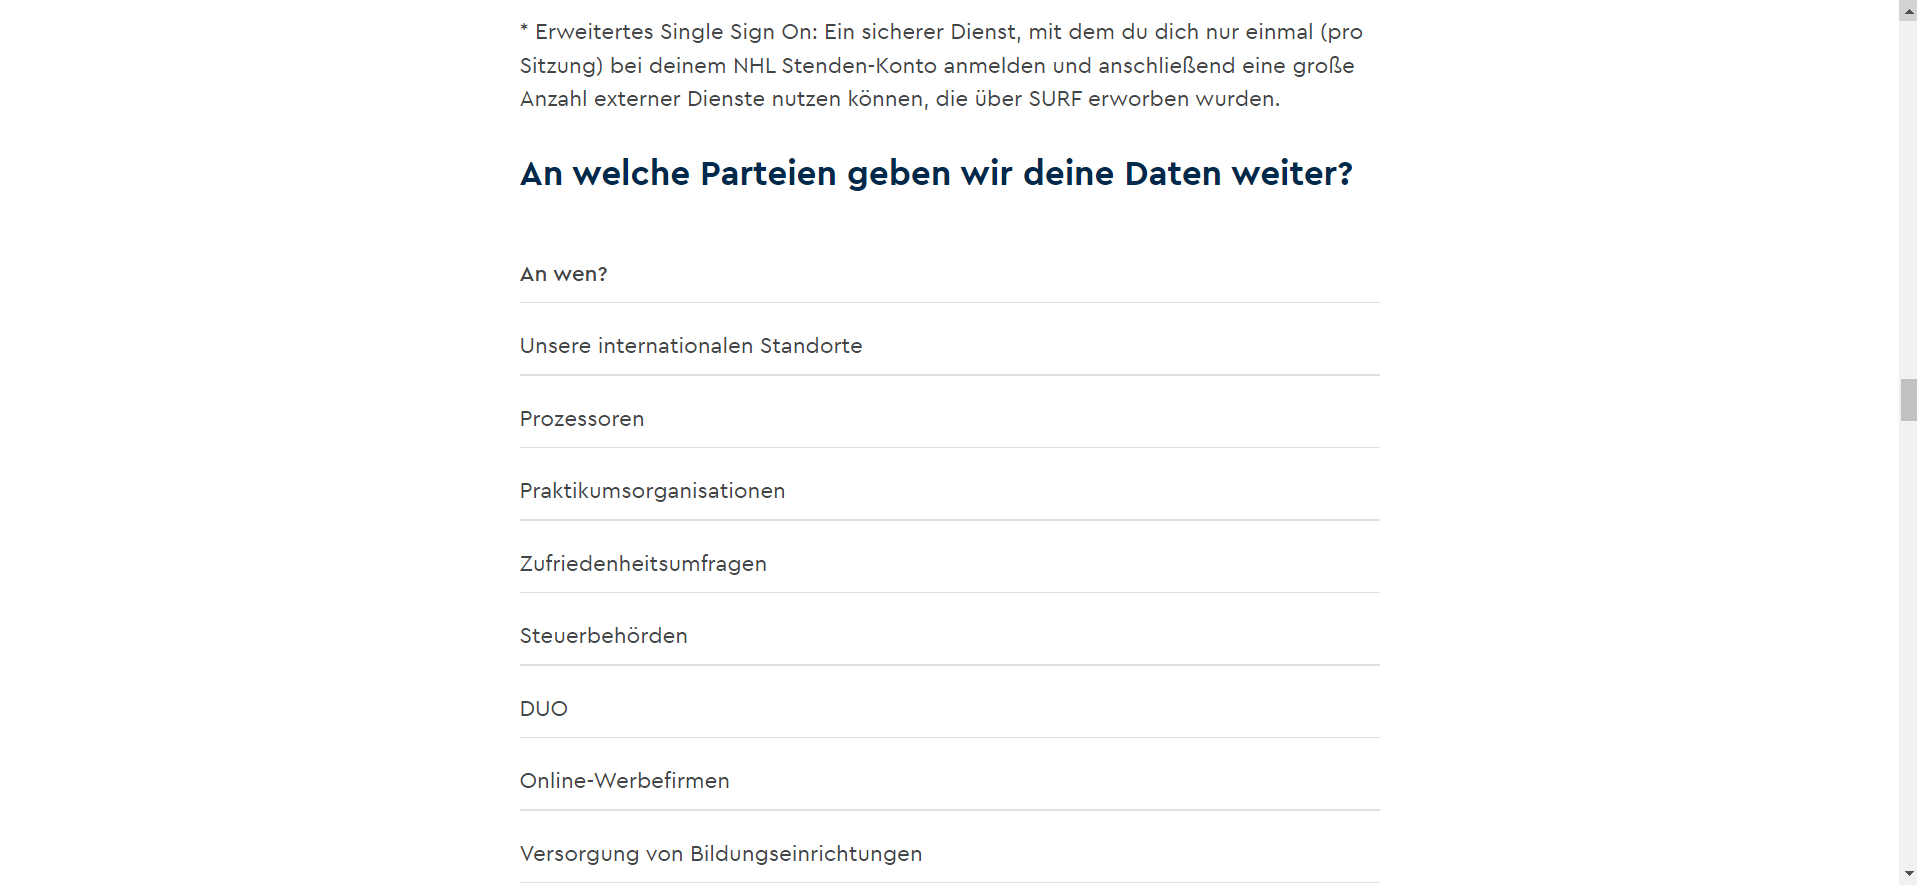 * Erweitertes Single Sign On: Ein sicherer Dienst, mit dem du dich nur einmal (pro
Sitzung) bei deinem NHL Stenden-Konto anmelden und anschließend eine große
Anzahl externer Dienste nutzen können, die über SURF erworben wurden.
An welche Parteien geben wir deine Daten weiter?
An wen?
Unsere internationalen Standorte
Prozessoren
Praktikumsorganisationen
Zufriedenheitsumfragen
Steuerbehörden
DUO
Online-Werbefirmen
Versorgung von Bildungseinrichtungen